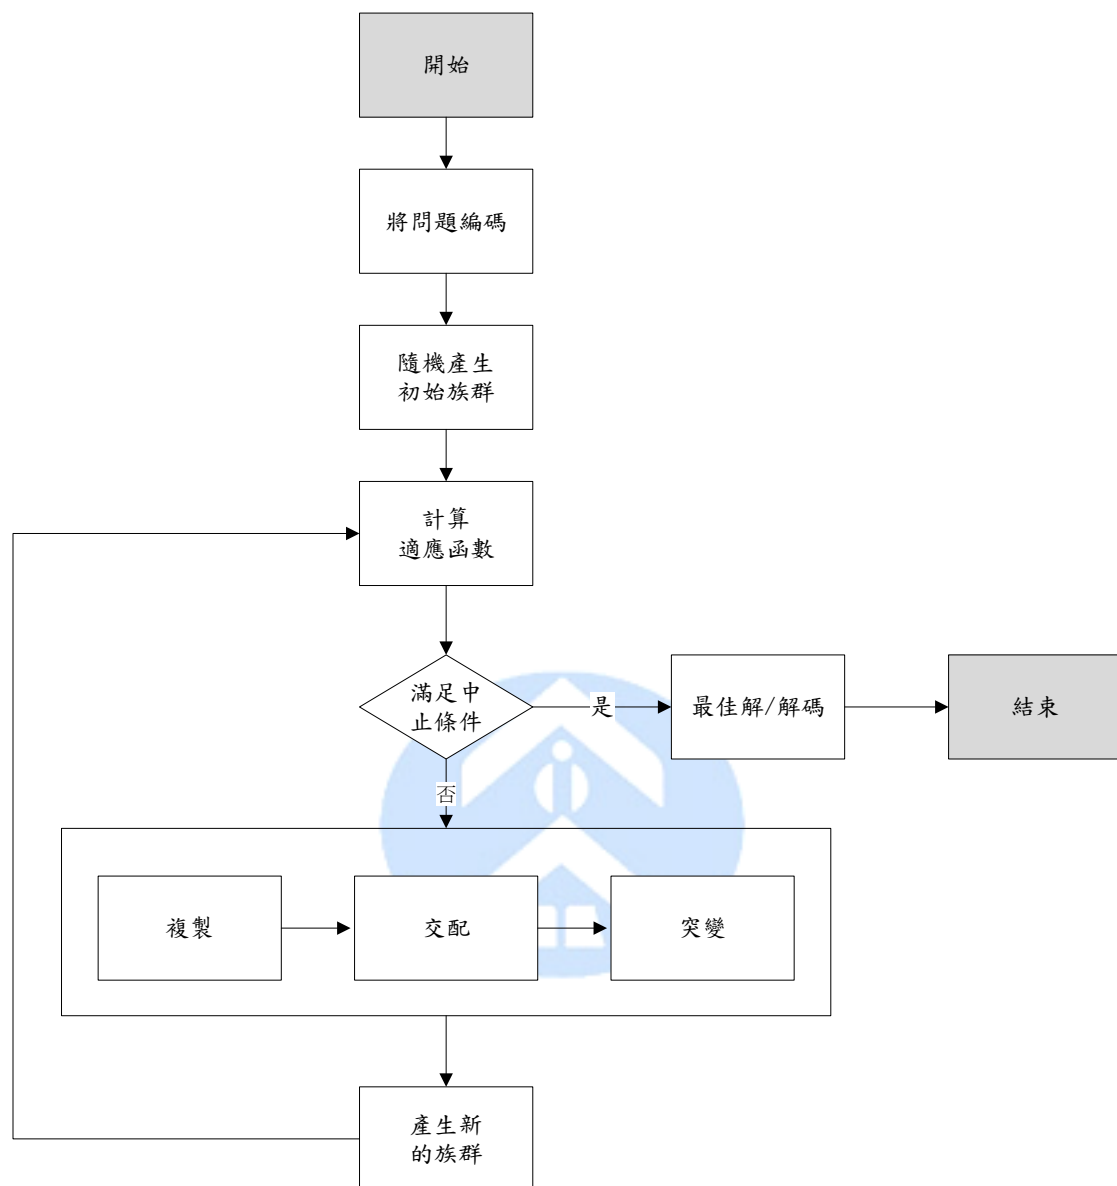 開始
將問題編碼
隨機產生
初始族群
計算
適應函數
滿足中
止條件
是
最佳解/解碼
結束
否
複製
交配
突變
產生新
的族群